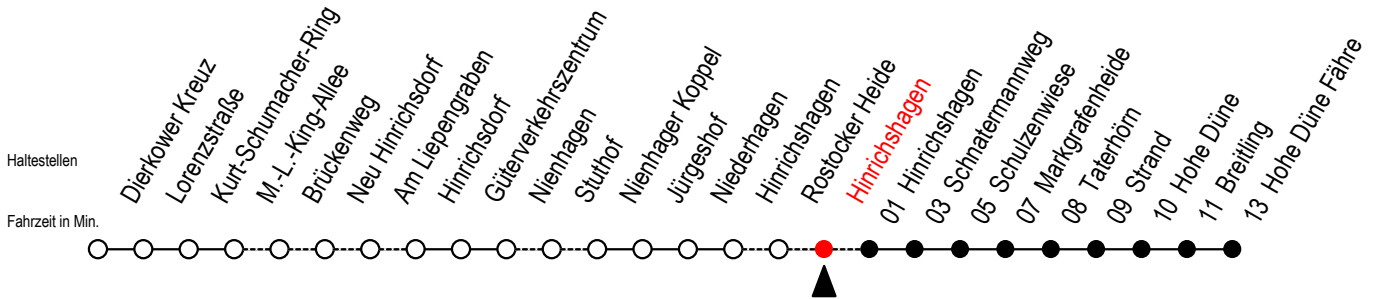 Haltestellen
Fahrzeit in Min.
Dierkower Kreuz
Lorenzstraße
Kurt-Schumacher-Ring
M.-L.-King-Allee
Brückenweg
Neu Hinrichsdorf
Am Liepengraben
Hinrichsdorf
Güterverkehrszentrum
Nienhagen
Stuthof
Nienhager Koppel
Jürgeshof
Niederhagen
Hinrichshagen
Rostocker Heide
Hinrichshagen
01 Hinrichshagen
03 Schnatermannweg
05 Schulzenwiese
07 Markgrafenheide
08 Taterhörn
09 Strand
10 Hohe Düne
11 Breitling
13 Hohe Düne Fähre